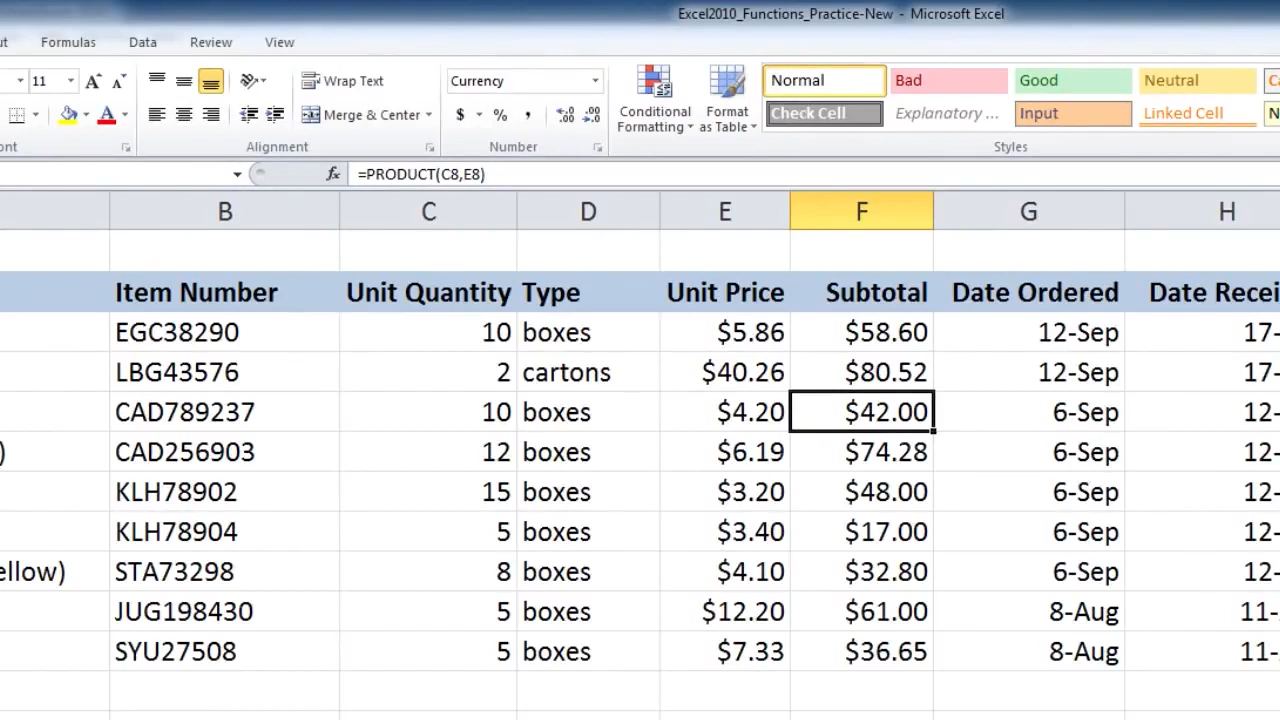 Excel2010_Functions_Practice-New - Microsoft Excel
Formulas Data Review View
11 A A Wrap Text Currency Normal Bad Good Neutral
Merge & Center $ % , .0 .00 .00 .0 Conditional Formatting Format as Table Check Cell Explanatory ... Input Linked Cell
Alignment Number Styles
fx =PRODUCT(C8,E8)
B C D E F G H
Item Number Unit Quantity Type Unit Price Subtotal Date Ordered Date Recei
EGC38290 10 boxes $5.86 $58.60 12-Sep 17-
LBG43576 2 cartons $40.26 $80.52 12-Sep 17-
CAD789237 10 boxes $4.20 $42.00 6-Sep 12-
) CAD256903 12 boxes $6.19 $74.28 6-Sep 12-
KLH78902 15 boxes $3.20 $48.00 6-Sep 12-
KLH78904 5 boxes $3.40 $17.00 6-Sep 12-
ellow) STA73298 8 boxes $4.10 $32.80 6-Sep 12-
JUG198430 5 boxes $12.20 $61.00 8-Aug 11-
SYU27508 5 boxes $7.33 $36.65 8-Aug 11-